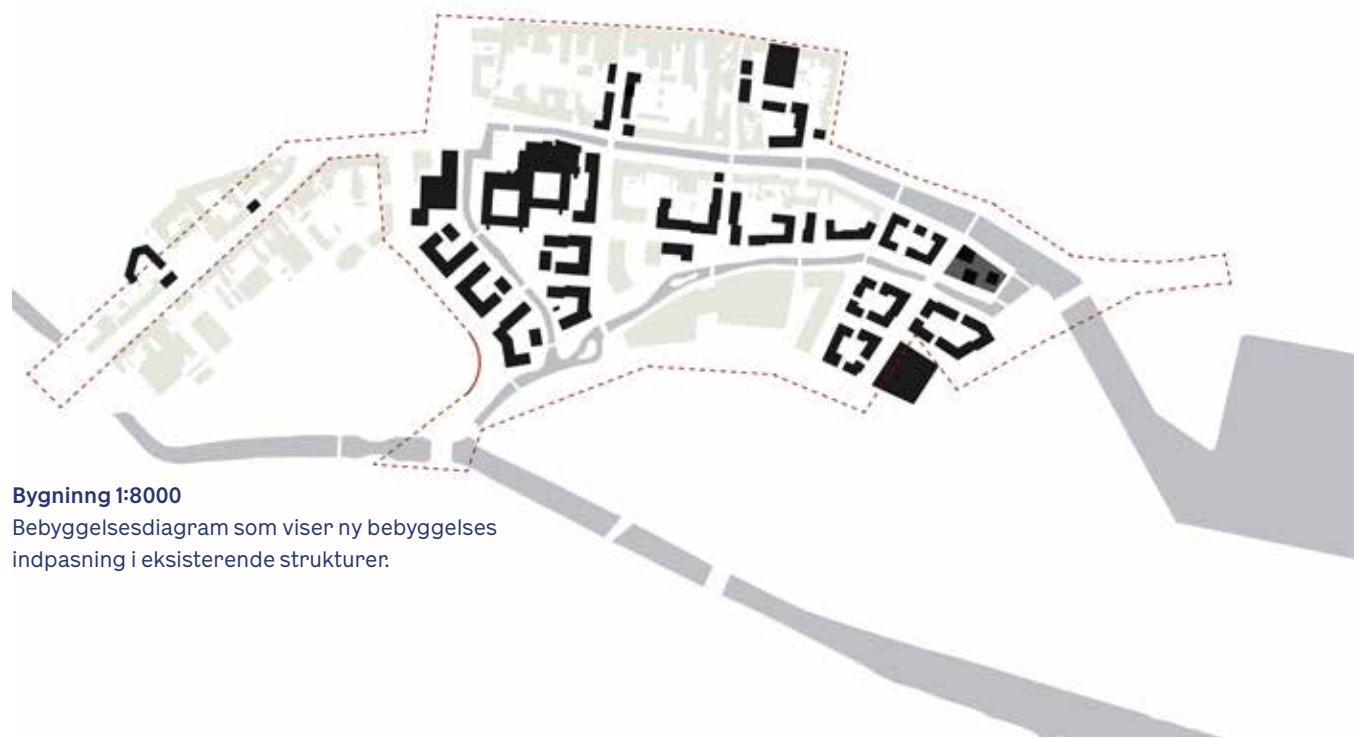 Bygninng 1:8000
Bebyggelsesdiagram som viser ny bebyggelses
indpasning i eksisterende strukturer.